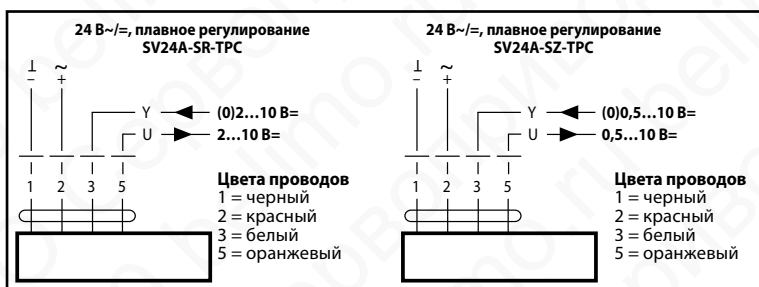 24 В~/=, плавное регулирование
SV24A-SR-TPC
⊥ ~
– +
Y (0)2...10 В=
U 2...10 В=
1 2 3 5
Цвета проводов
1 = черный
2 = красный
3 = белый
5 = оранжевый
24 В~/=, плавное регулирование
SV24A-SZ-TPC
⊥ ~
– +
Y (0)0,5...10 В=
U 0,5...10 В=
1 2 3 5
Цвета проводов
1 = черный
2 = красный
3 = белый
5 = оранжевый